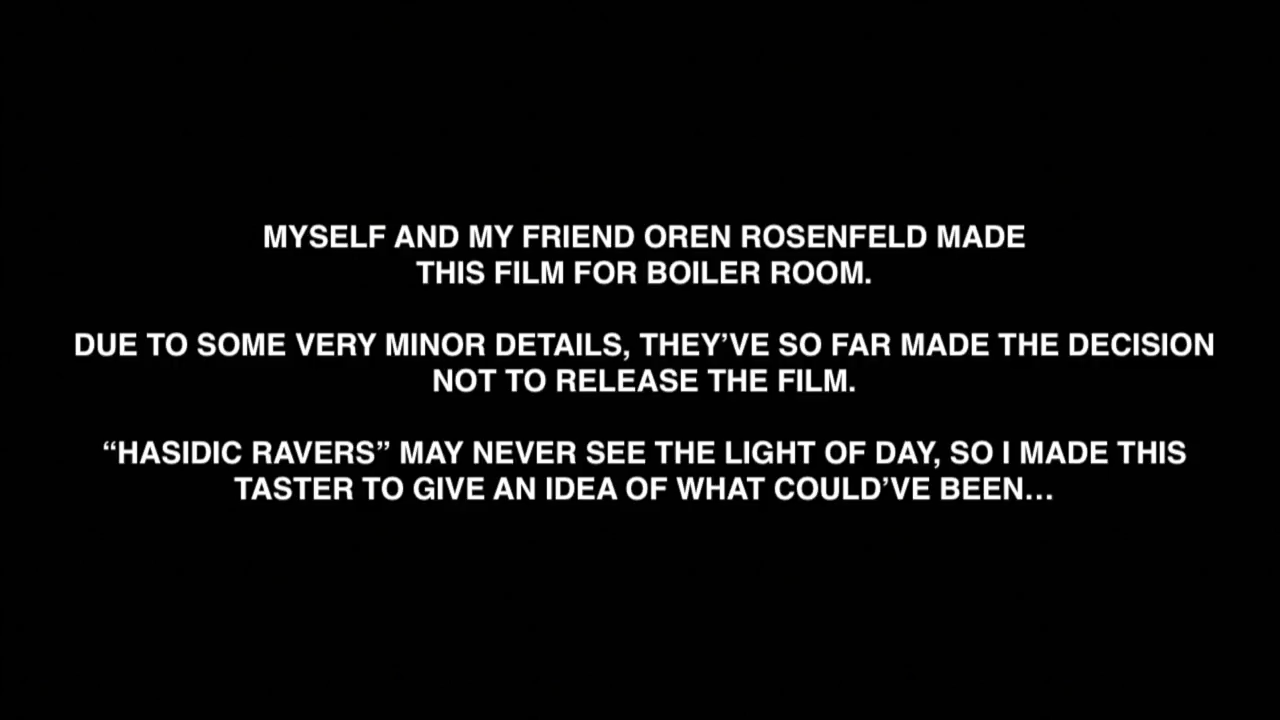 MYSELF AND MY FRIEND OREN ROSENFELD MADE
THIS FILM FOR BOILER ROOM.
DUE TO SOME VERY MINOR DETAILS, THEY’VE SO FAR MADE THE DECISION
NOT TO RELEASE THE FILM.
“HASIDIC RAVERS” MAY NEVER SEE THE LIGHT OF DAY, SO I MADE THIS
TASTER TO GIVE AN IDEA OF WHAT COULD’VE BEEN…